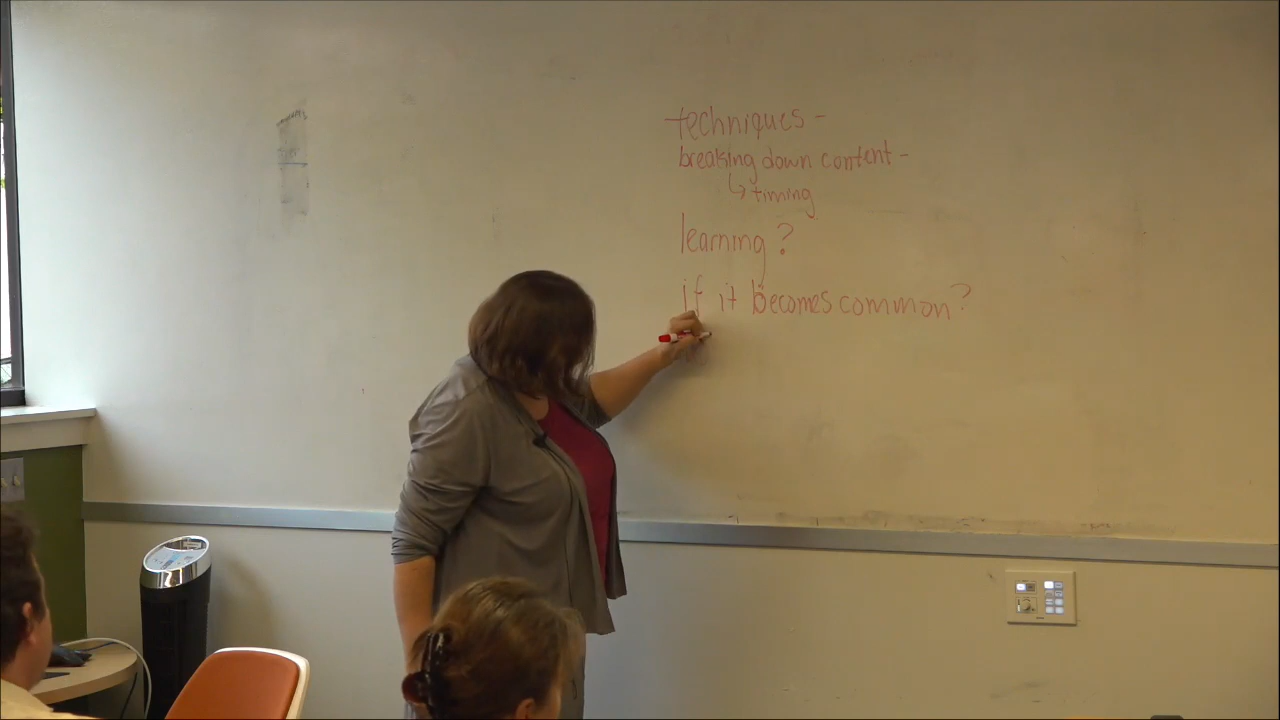 techniques -
breaking down content -
↳ timing
learning?
if it becomes common?